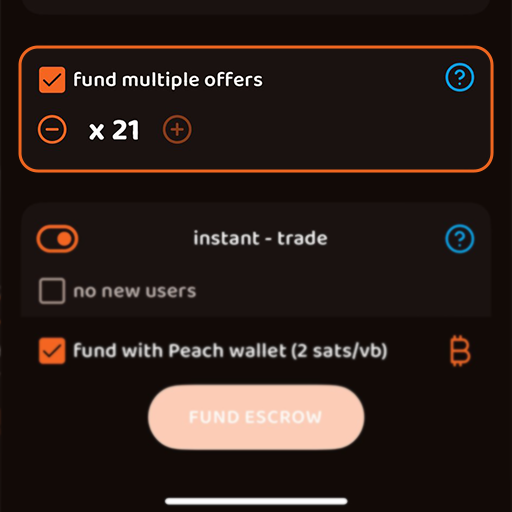 fund multiple offers
x 21
instant - trade
no new users
fund with Peach wallet (2 sats/vb)
FUND ESCROW